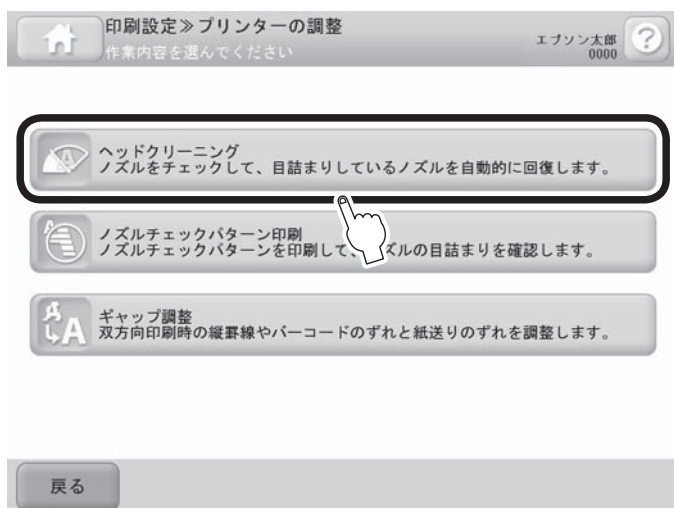 印刷設定≫プリンターの調整
作業内容を選んでください
エプソン太郎
0000
?
ヘッドクリーニング
ノズルをチェックして、目詰まりしているノズルを自動的に回復します。
ノズルチェックパターン印刷
ノズルチェックパターンを印刷して、 ズルの目詰まりを確認します。
ギャップ調整
双方向印刷時の縦罫線やバーコードのずれと紙送りのずれを調整します。
戻る